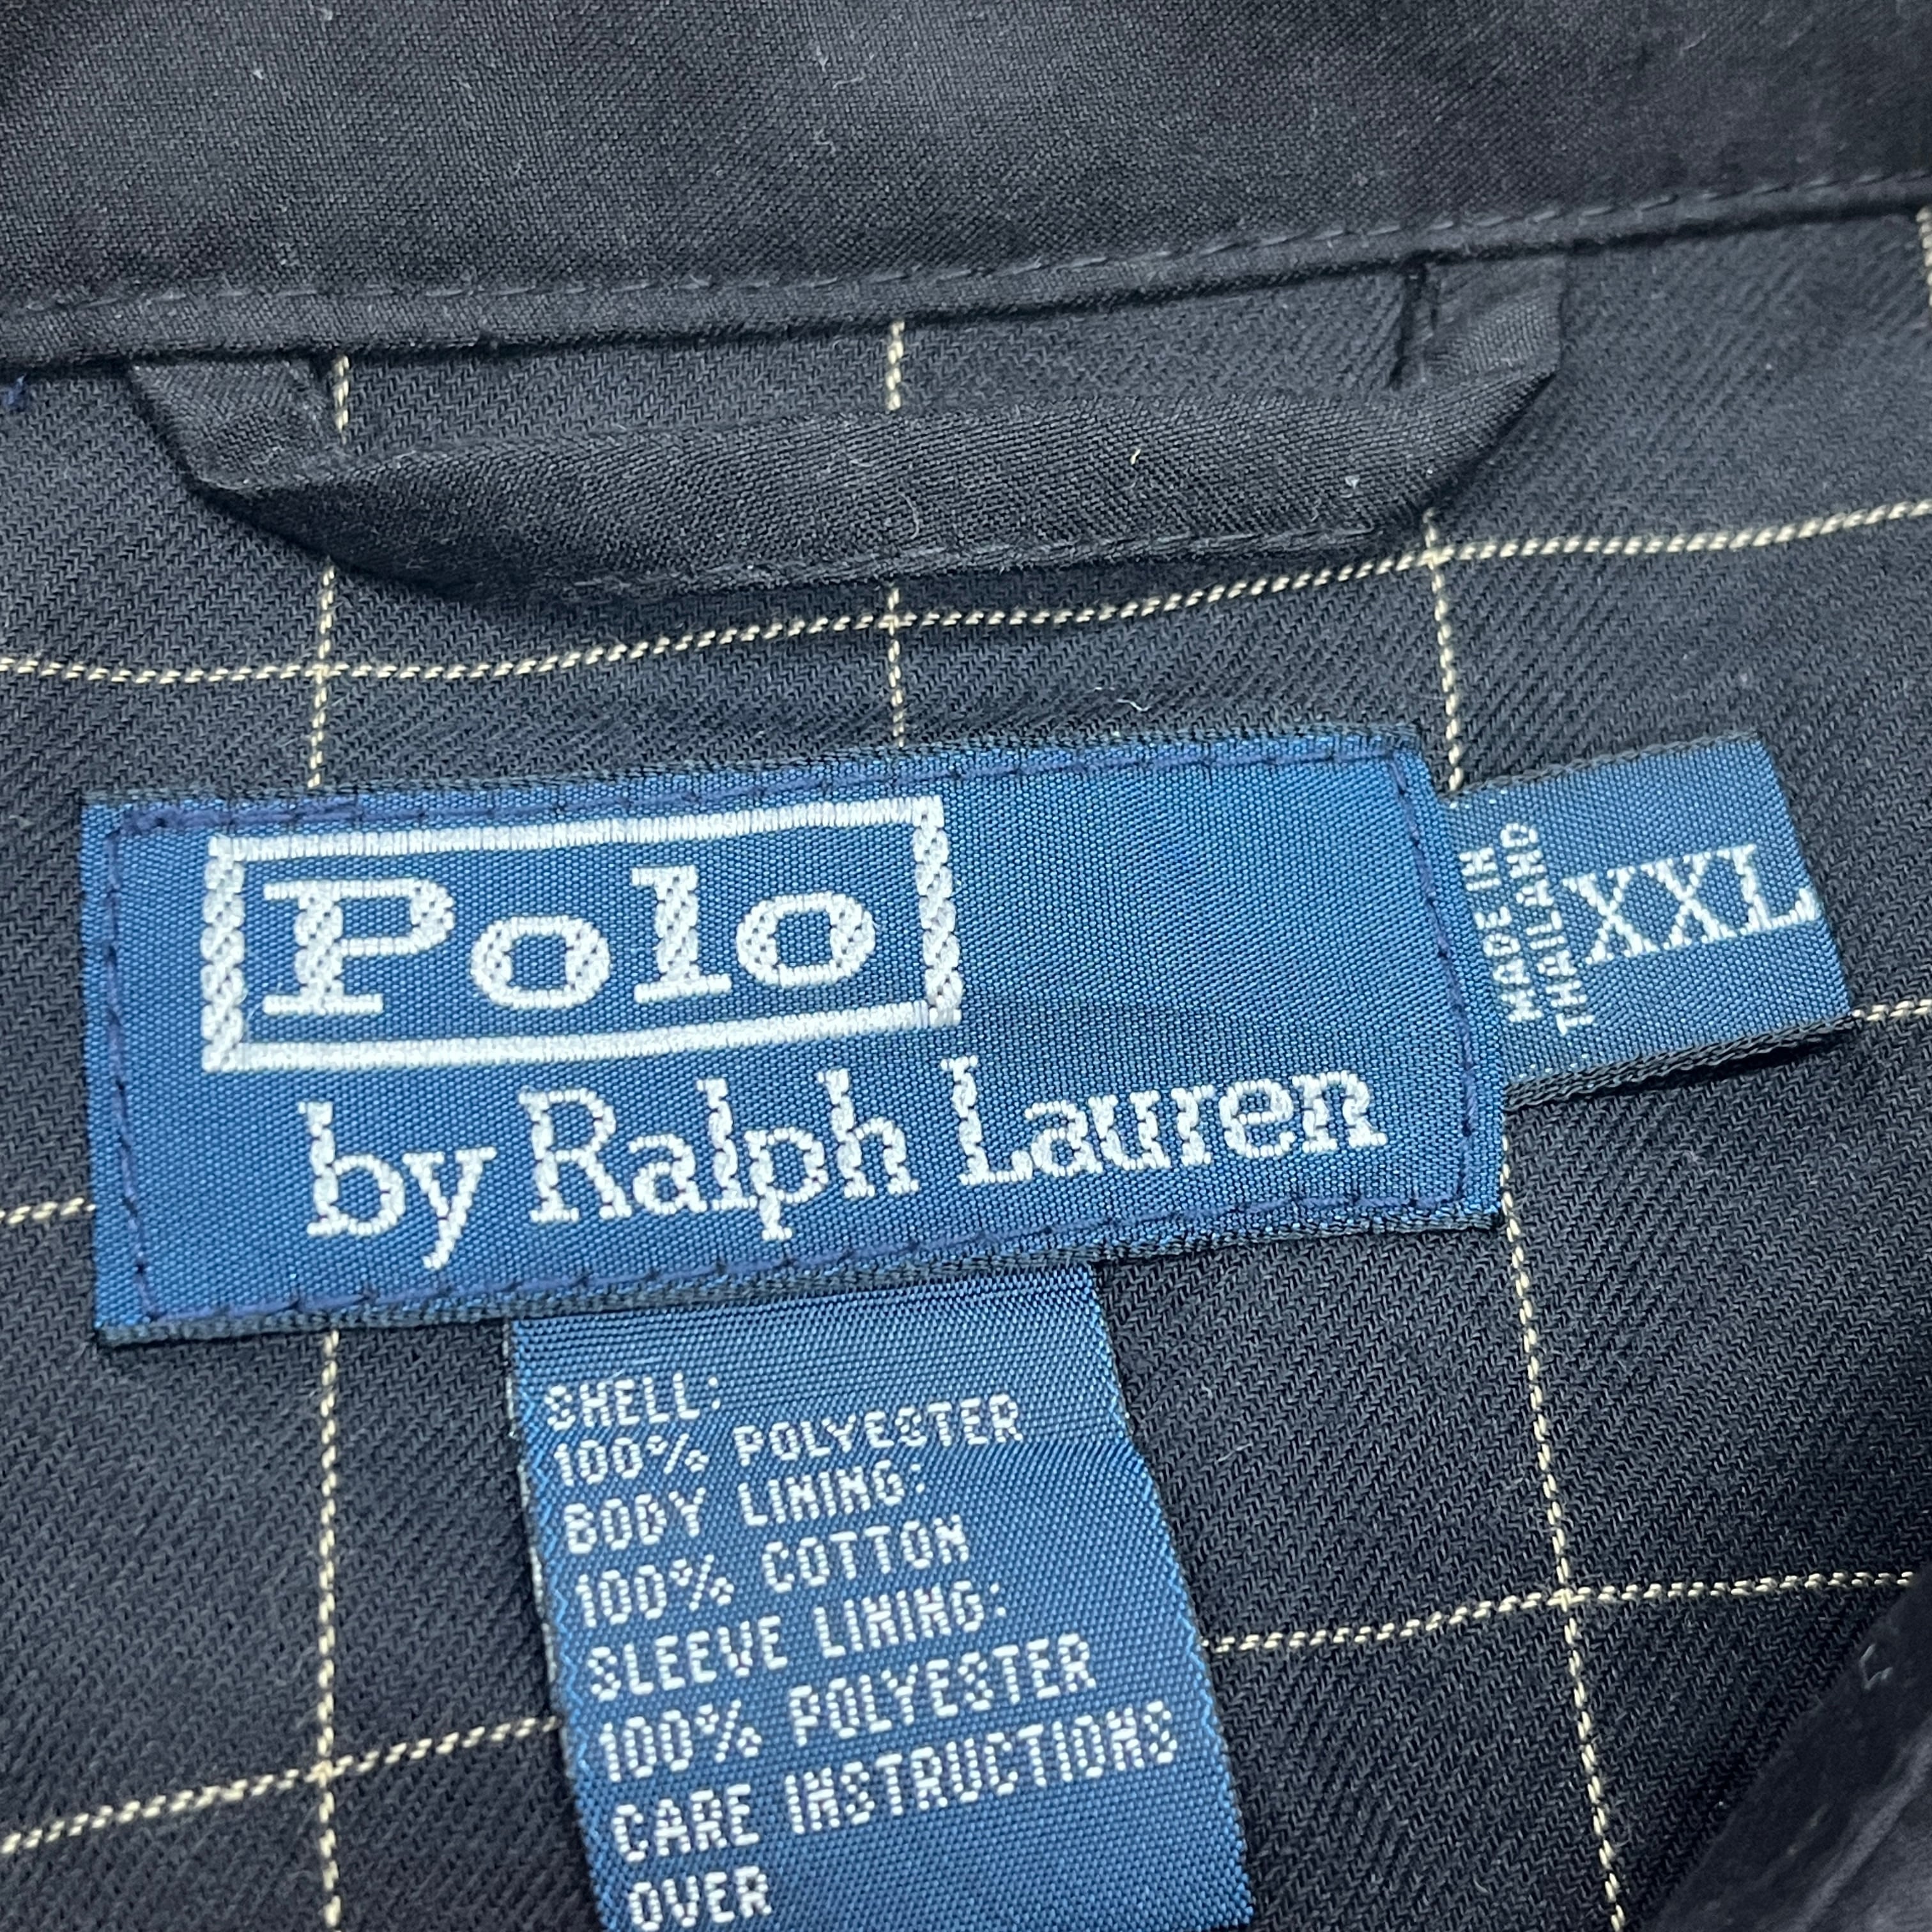 Polo
by Ralph Lauren
MADE IN
THAILAND
XXL
SHELL:
100% POLYESTER
BODY LINING:
100% COTTON
SLEEVE LINING:
100% POLYESTER
CARE INSTRUCTIONS
OVER